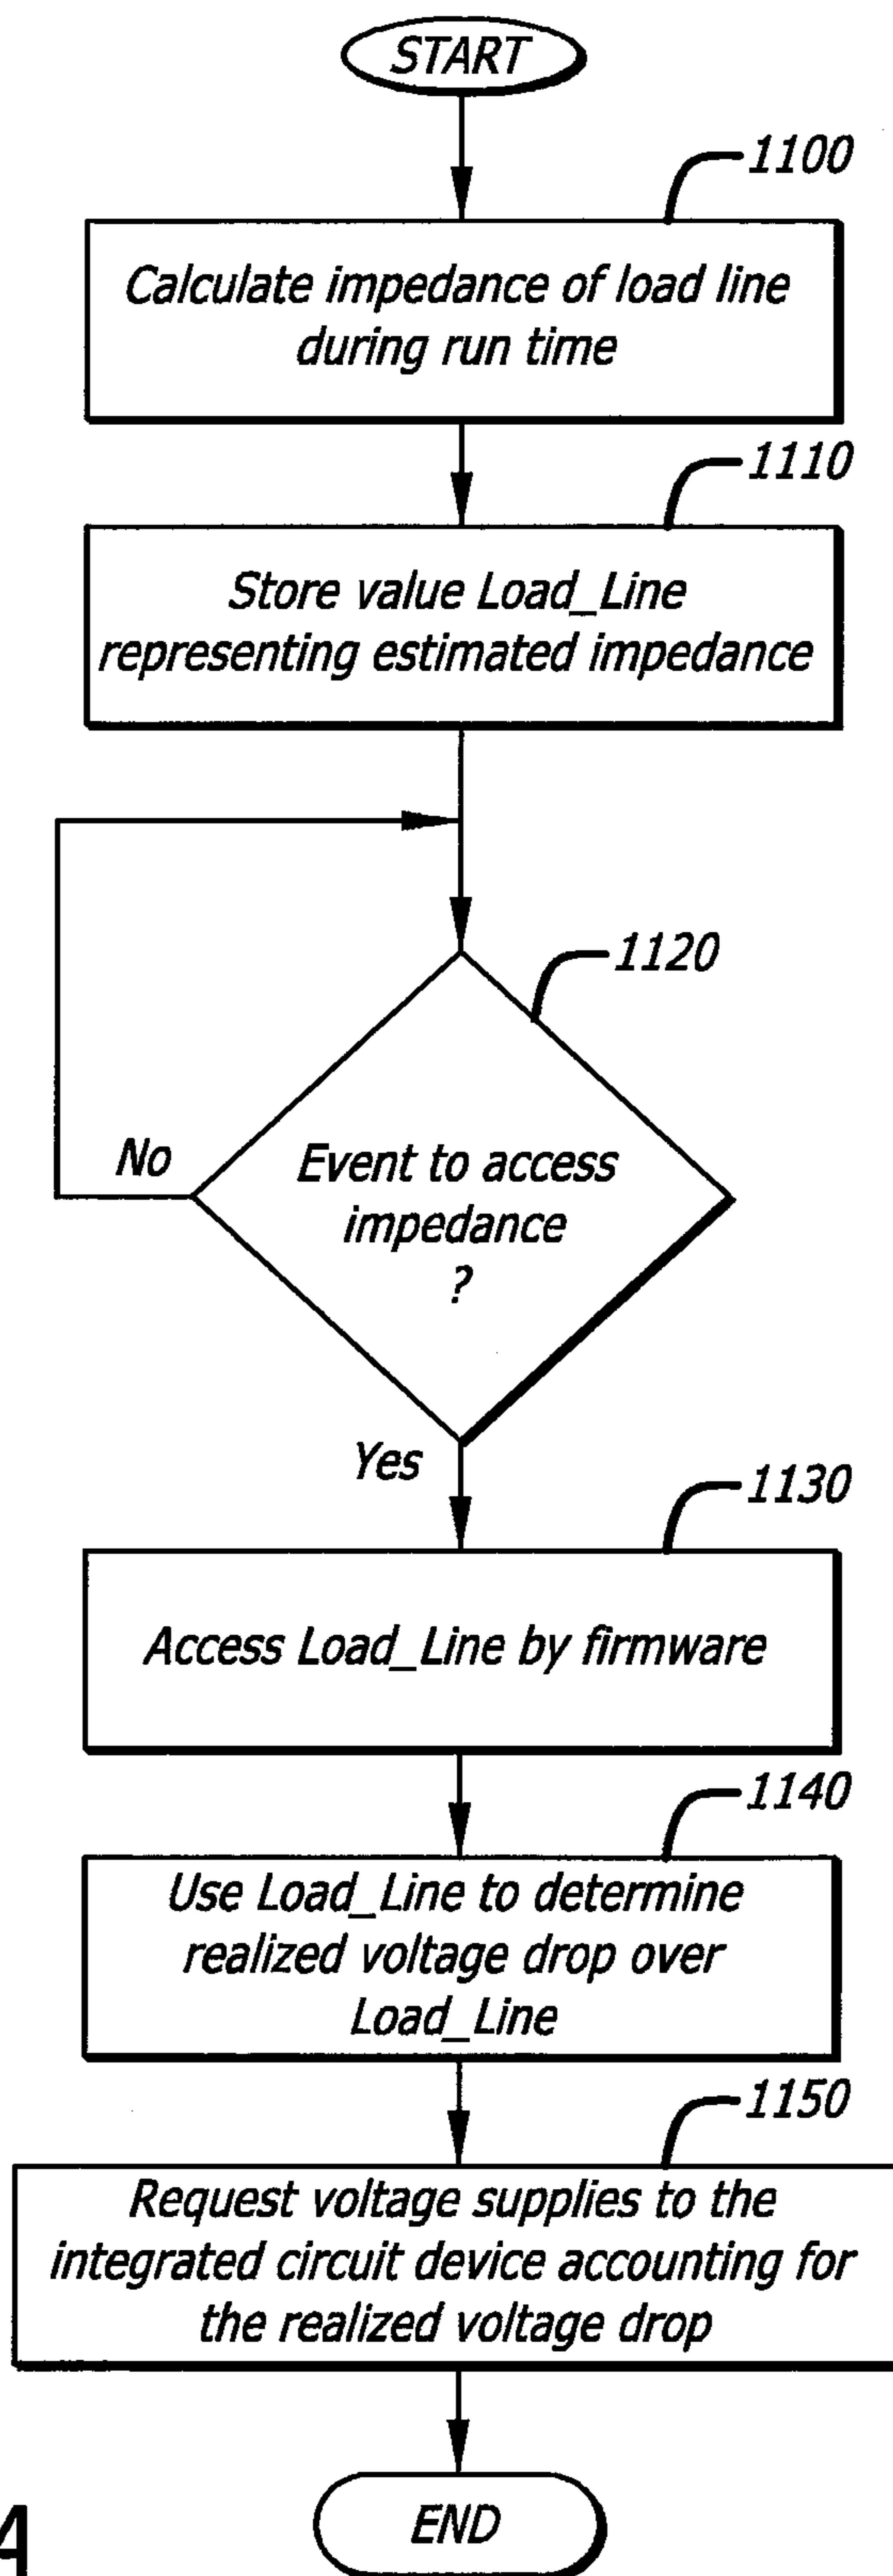 START
1100
Calculate impedance of load line
during run time
1110
Store value Load_Line
representing estimated impedance
1120
No
Event to access
impedance
?
Yes
1130
Access Load_Line by firmware
1140
Use Load_Line to determine
realized voltage drop over
Load_Line
1150
Request voltage supplies to the
integrated circuit device accounting for
the realized voltage drop
END